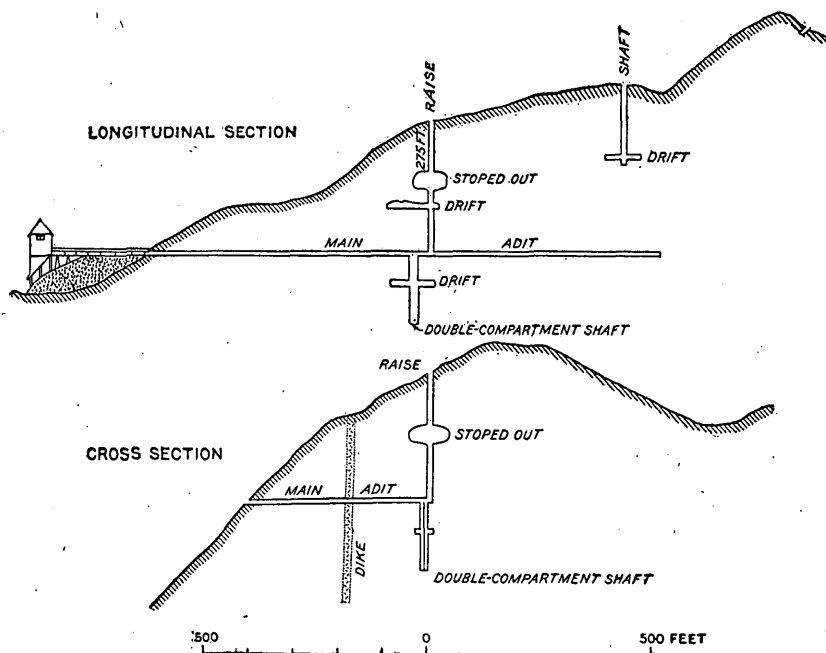 LONGITUDINAL SECTION
RAISE
SHAFT
275 FT.
STOPED OUT
DRIFT
DRIFT
MAIN ADIT
DRIFT
DOUBLE-COMPARTMENT SHAFT
CROSS SECTION
RAISE
STOPED OUT
MAIN ADIT
DIKE
DOUBLE-COMPARTMENT SHAFT
500 0 500 FEET